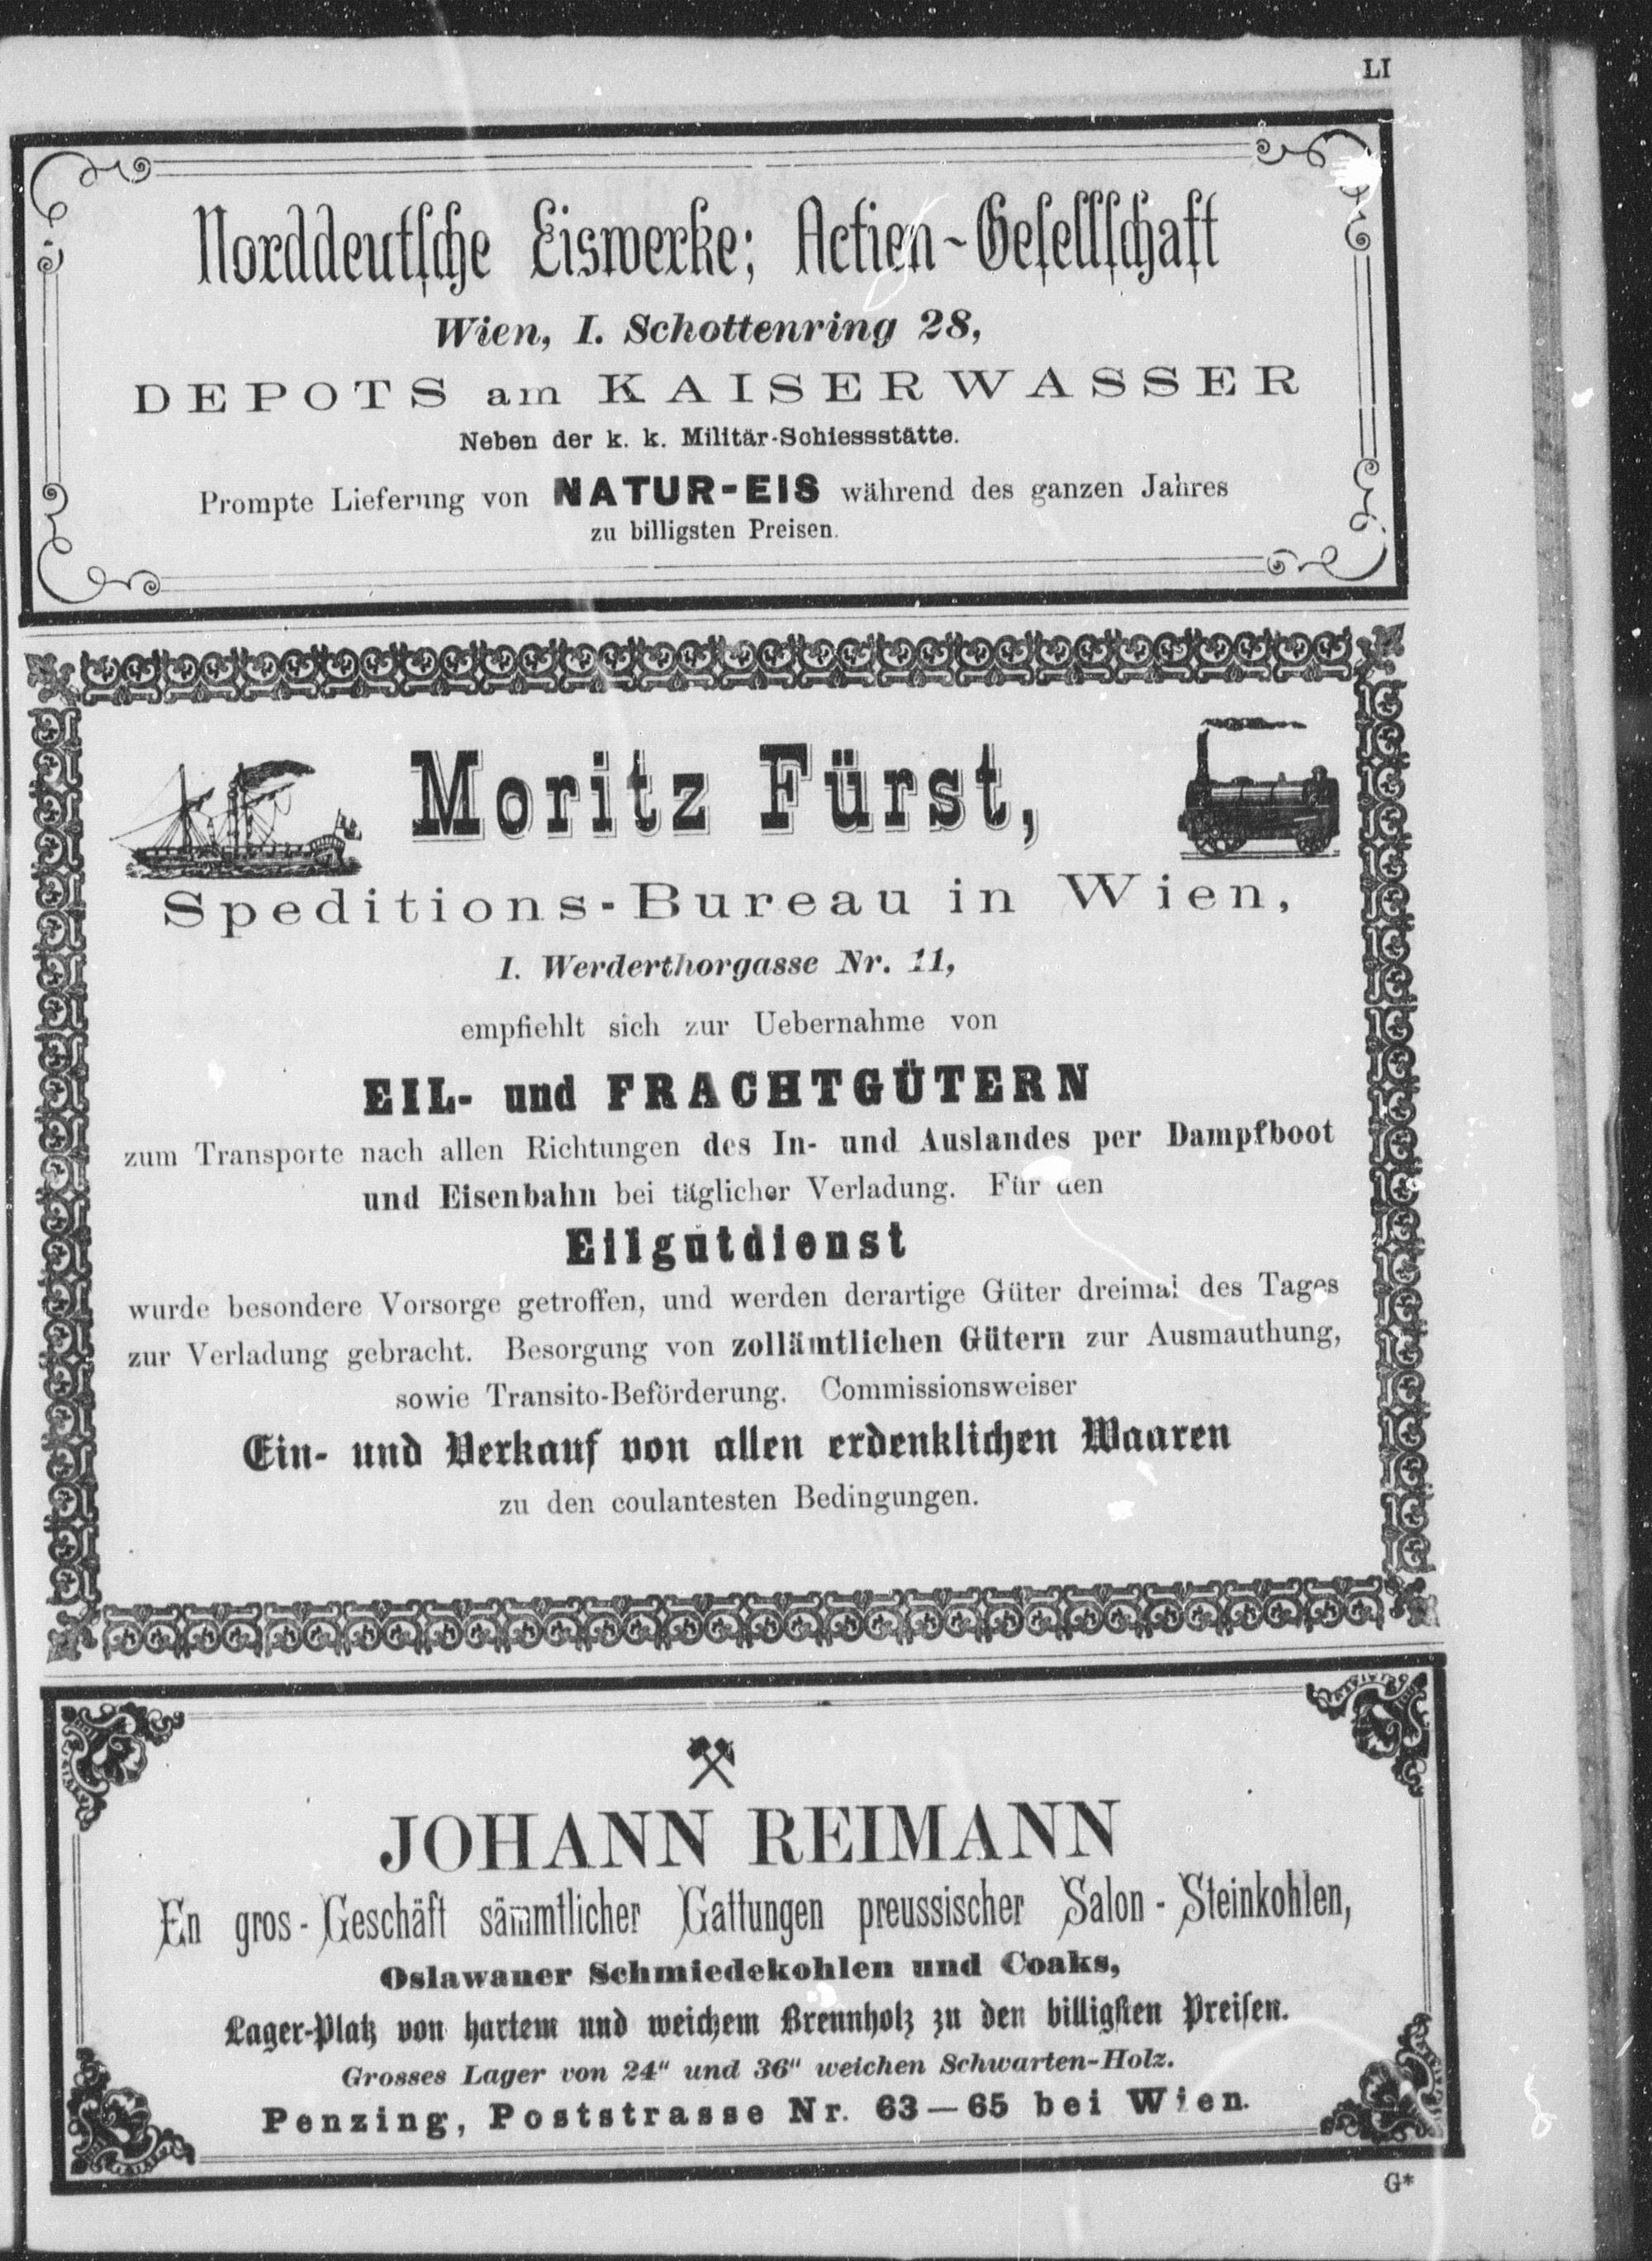 LI
Norddeutsche Eiswerke; Actien-Gesellschaft
Wien, I. Schottenring 28,
DEPOTS am KAISERWASSER
Neben der k. k. Militär-Schiessstätte.
Prompte Lieferung von NATUR-EIS während des ganzen Jahres
zu billigsten Preisen.
Moritz Fürst,
Speditions-Bureau in Wien,
I. Werderthorgasse Nr. 11,
empfiehlt sich zur Uebernahme von
EIL- und FRACHTGÜTERN
zum Transporte nach allen Richtungen des In- und Auslandes per Dampfboot
und Eisenbahn bei täglicher Verladung. Für den
Eilgutdienst
wurde besondere Vorsorge getroffen, und werden derartige Güter dreimal des Tages
zur Verladung gebracht. Besorgung von zollämtlichen Gütern zur Ausmauthung,
sowie Transito-Beförderung. Commissionsweiser
Ein- und Verkauf von allen erdenklichen Waaren
zu den coulantesten Bedingungen.
JOHANN REIMANN
En gros-Geschäft sämmtlicher Gattungen preussischer Salon-Steinkohlen,
Oslawaner Schmiedekohlen und Coaks,
Lager-Platz von hartem und weichem Brennholz zu den billigsten Preisen.
Grosses Lager von 24" und 36" weichen Schwarten-Holz.
Penzing, Poststrasse Nr. 63—65 bei Wien.
G*